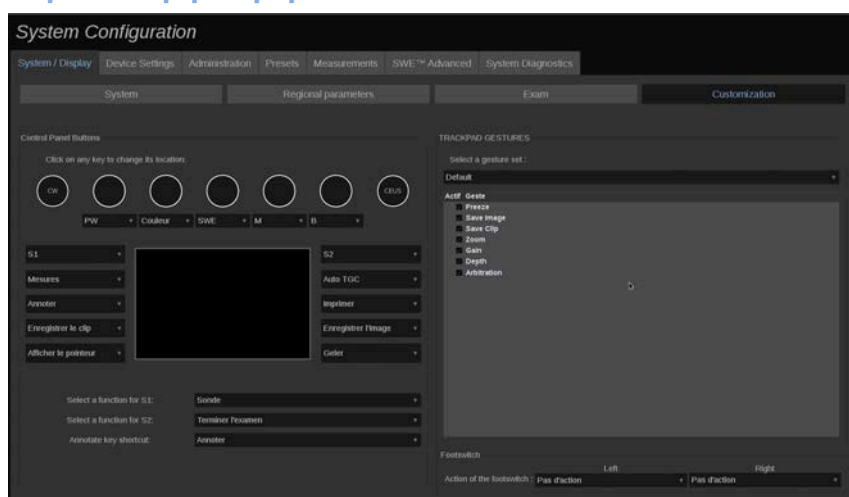 System Configuration
System / Display Device Settings Administration Presets Measurements SWE™ Advanced System Diagnostics
System Regional parameters Exam Customization
Control Panel Buttons
Click on any key to change its location:
CW CEUS
PW Couleur SWE M B
S1 S2
Mesures Auto TGC
Annoter Imprimer
Enregistrer le clip Enregistrer l'image
Afficher le pointeur Geler
Select a function for S1: Sonde
Select a function for S2: Terminer l'examen
Annotate key shortcut: Annoter
TRACKPAD GESTURES
Select a gesture set :
Default
Actif Geste
Freeze
Save Image
Save Clip
Zoom
Gain
Depth
Arbitration
Footswitch
Left Right
Action of the footswitch : Pas d'action Pas d'action